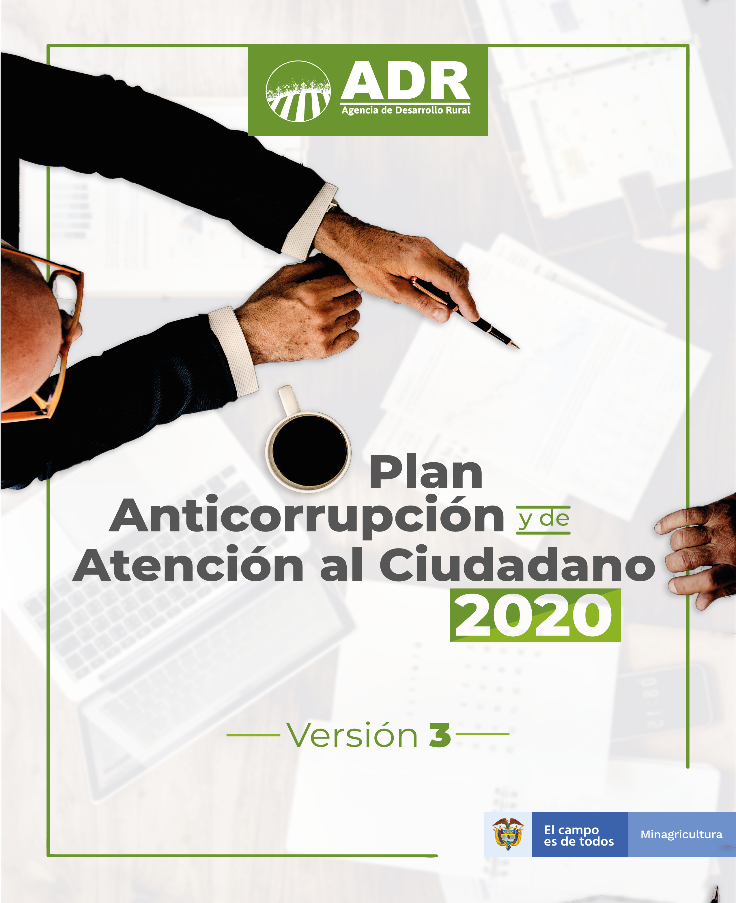 ADR
Agencia de Desarrollo Rural
Plan
Anticorrupción y de
Atención al Ciudadano
2020
Versión 3
El campo
es de todos
Minagricultura